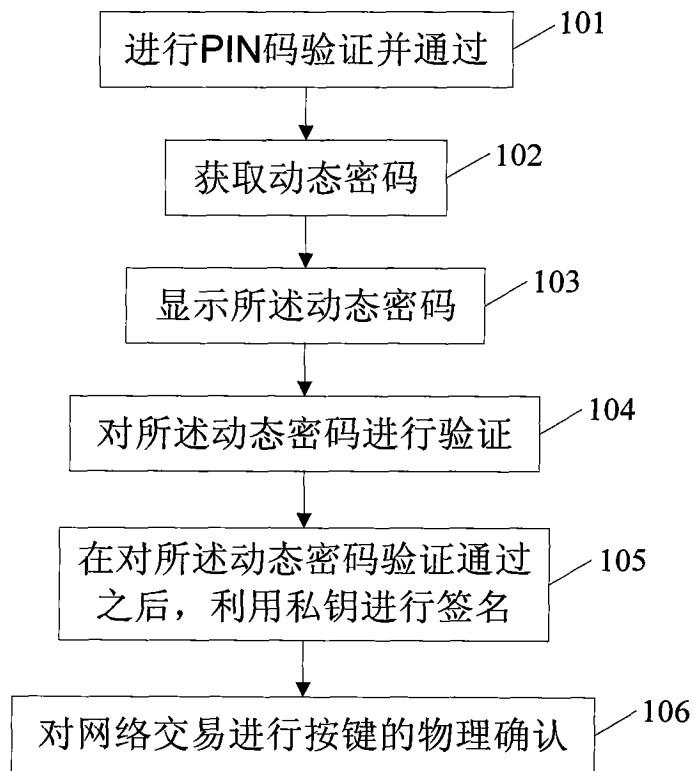 进行PIN码验证并通过
101
获取动态密码
102
显示所述动态密码
103
对所述动态密码进行验证
104
在对所述动态密码验证通过
之后，利用私钥进行签名
105
对网络交易进行按键的物理确认
106